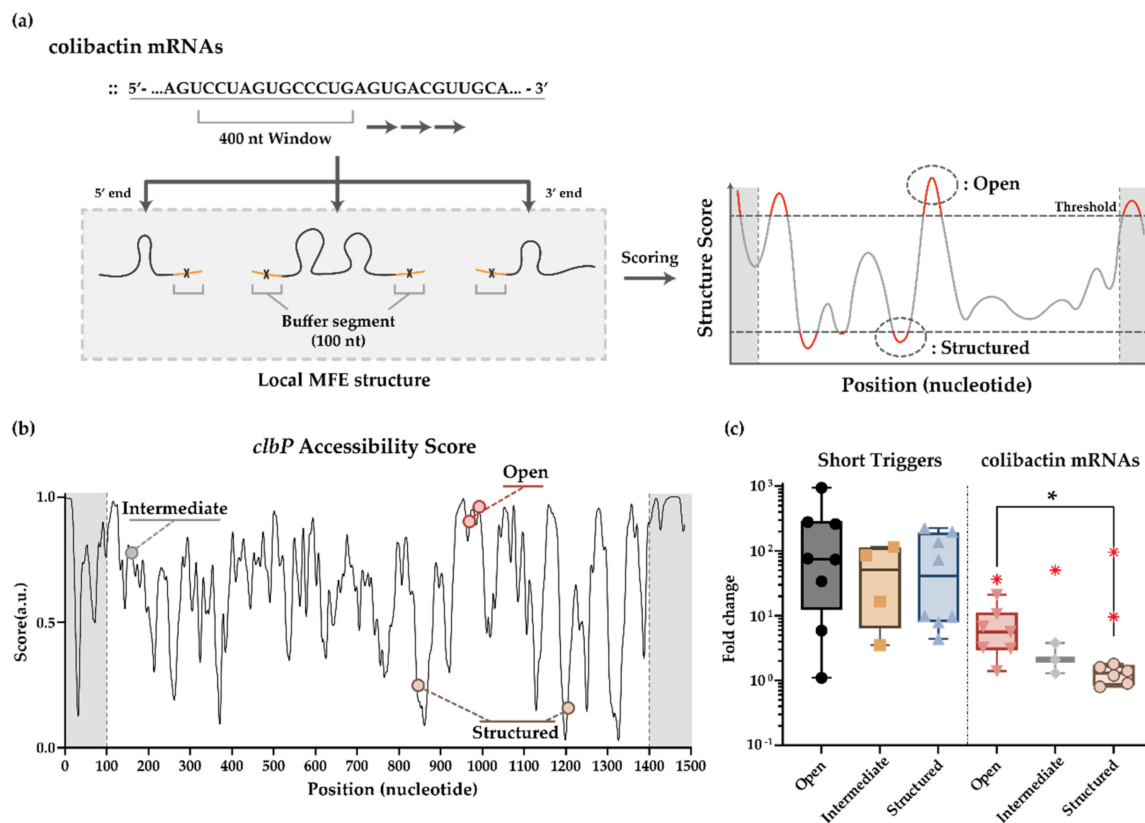 (a)
colibactin mRNAs
:: 5′- ...AGUCCUAGUGCCCUGAGUGACGUUGCA... - 3′
400 nt Window
5′ end
3′ end
Buffer segment
(100 nt)
Local MFE structure
Scoring
Structure Score
: Open
Threshold
: Structured
Position (nucleotide)
(b)
clbP Accessibility Score
Open
Intermediate
Structured
Score(a.u.)
1.0
0.5
0.0
0 100 200 300 400 500 600 700 800 900 1000 1100 1200 1300 1400 1500
Position (nucleotide)
(c)
Short Triggers
colibactin mRNAs
*
Fold change
10³
10²
10¹
10⁰
10⁻¹
Open
Intermediate
Structured
Open
Intermediate
Structured